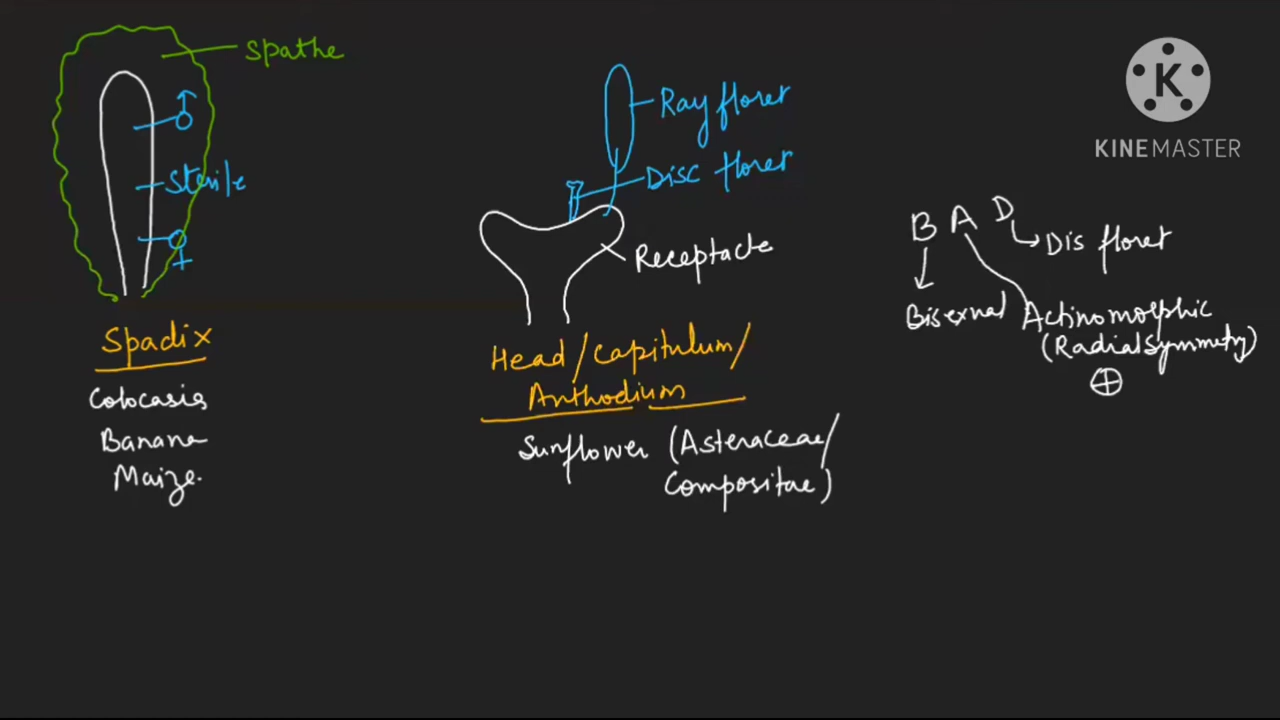 Spathe
♂
Sterile
♀
Spadix
Colocasia
Banana
Maize.
Ray floret
Disc floret
Receptacle
Head/Capitulum/
Anthodium
Sunflower (Asteraceae/
Compositae)
B A D
Dis floret
Bisexual
Actinomorphic
(Radial Symmetry)
⊕
K
KINEMASTER